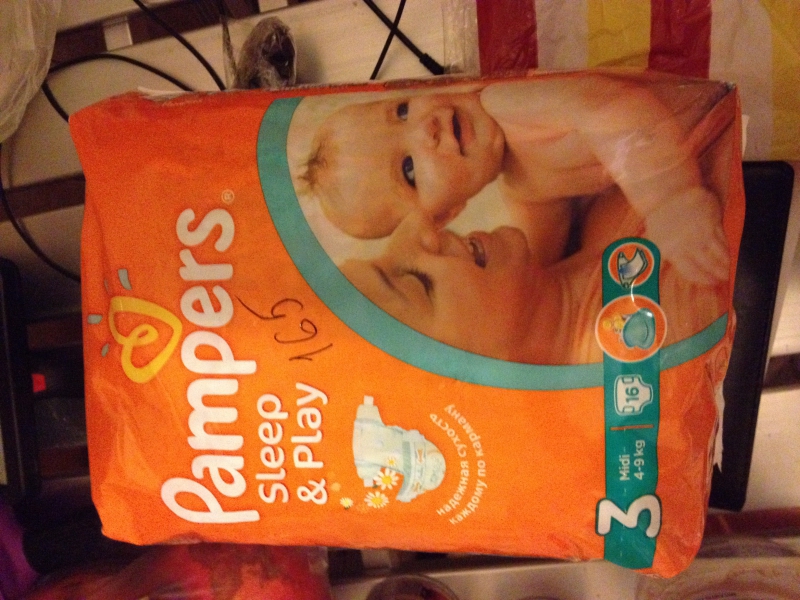 Pampers®
Sleep
& Play
165
надежная сухость
каждому по карману
3
Midi
4-9 kg
16